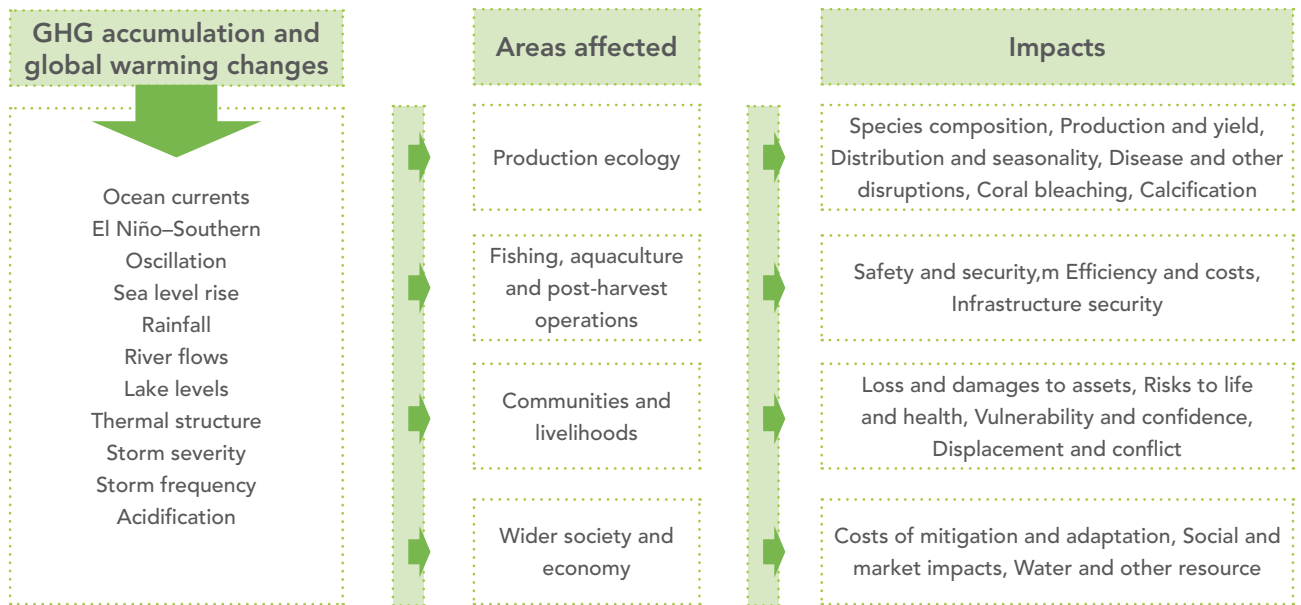 GHG accumulation and
global warming changes
Ocean currents
El Niño–Southern
Oscillation
Sea level rise
Rainfall
River flows
Lake levels
Thermal structure
Storm severity
Storm frequency
Acidification
Areas affected
Production ecology
Fishing, aquaculture
and post-harvest
operations
Communities and
livelihoods
Wider society and
economy
Impacts
Species composition, Production and yield,
Distribution and seasonality, Disease and other
disruptions, Coral bleaching, Calcification
Safety and security,m Efficiency and costs,
Infrastructure security
Loss and damages to assets, Risks to life
and health, Vulnerability and confidence,
Displacement and conflict
Costs of mitigation and adaptation, Social and
market impacts, Water and other resource